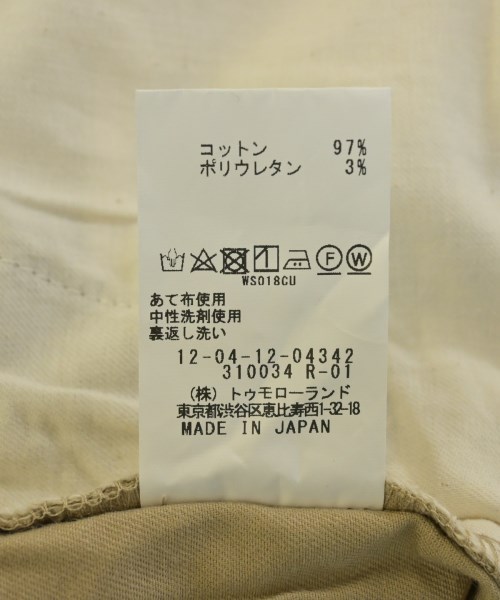 コットン 97%
ポリウレタン 3%
F W
WS018CU
あて布使用
中性洗剤使用
裏返し洗い
12-04-12-04342
310034 R-01
(株)トゥモローランド
東京都渋谷区恵比寿西1-32-18
MADE IN JAPAN